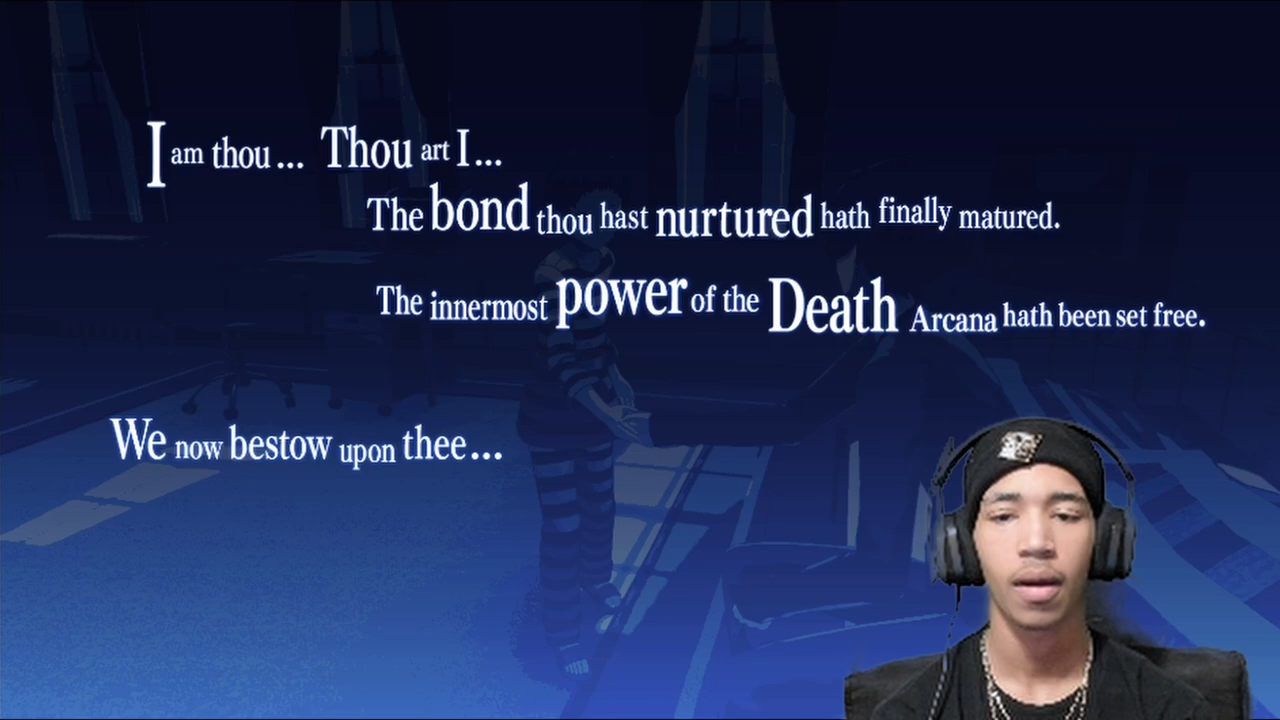 I am thou... Thou art I...
The bond thou hast nurtured hath finally matured.
The innermost power of the Death Arcana hath been set free.
We now bestow upon thee...